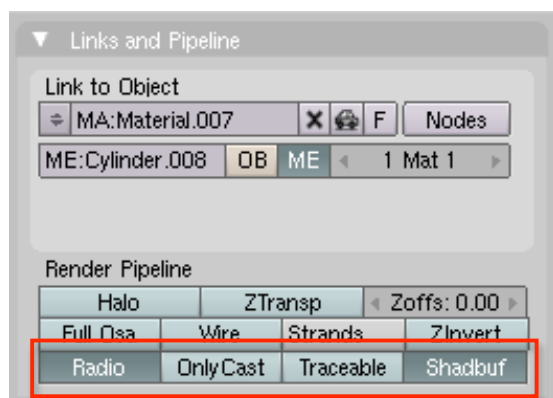 Links and Pipeline
Link to Object
MA:Material.007 F Nodes
ME:Cylinder.008 OB ME 1 Mat 1
Render Pipeline
Halo ZTransp Zoffs: 0.00
Full Osa Wire Strands ZInvert
Radio OnlyCast Traceable Shadbuf